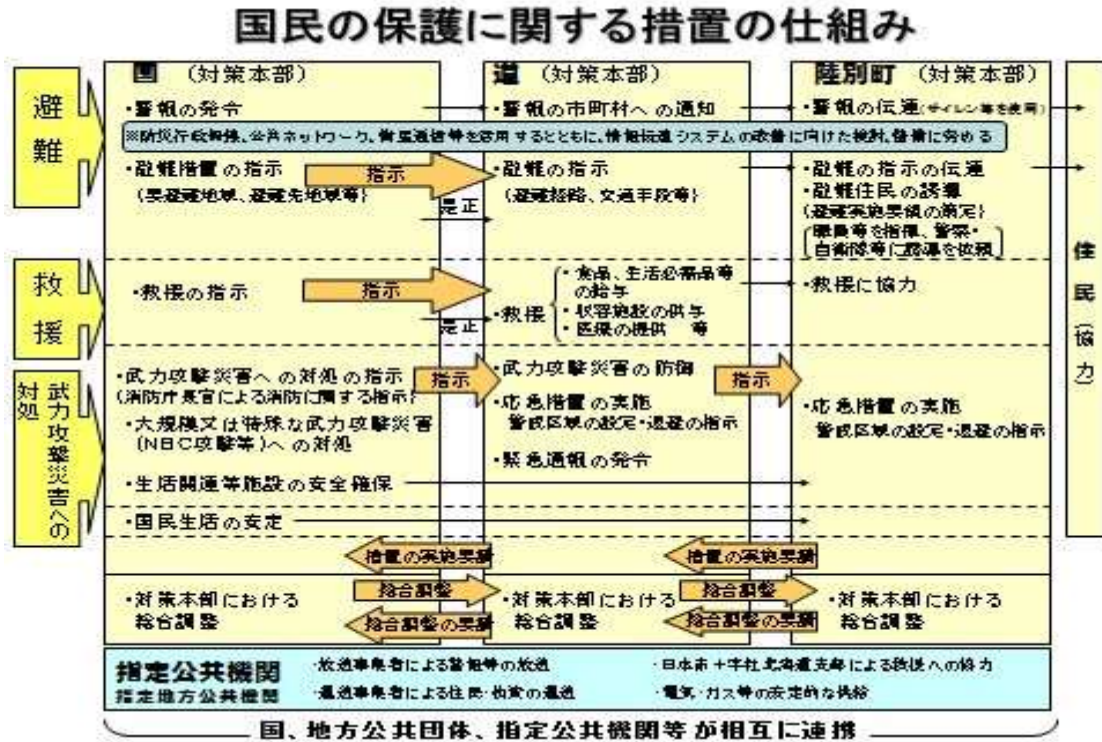 国民の保護に関する措置の仕組み
避難
国 (対策本部)
・警報の発令
・避難措置の指示
(要避難地域、避難先地域等)
指示
是正
道 (対策本部)
・警報の市町村への通知
・避難の指示
(避難経路、交通手段等)
陸別町 (対策本部)
・警報の伝達(サイレン等を使用)
・避難の指示の伝達
・避難住民の誘導
(避難実施要領の策定)
職員等を指揮、警察・
自衛隊等に誘導を依頼
※防災行政無線、公共ネットワーク、衛星通信等を活用するとともに、情報伝達システムの改善に向けた検討、整備に努める
救援
・救援の指示
指示
是正
・救援
・食品、生活必需品等
の給与
・収容施設の供与
・医療の提供 等
・救援に協力
武力攻撃災害への
対処
・武力攻撃災害への対処の指示
(消防庁長官による消防に関する指示)
・大規模又は特殊な武力攻撃災害
(NBC攻撃等)への対処
・生活関連等施設の安全確保
・国民生活の安定
指示
・武力攻撃災害の防御
・応急措置の実施
警戒区域の設定・退避の指示
・緊急通報の発令
指示
・応急措置の実施
警戒区域の設定・退避の指示
措置の実施要請
措置の実施要請
・対策本部における
総合調整
総合調整
総合調整の要請
・対策本部における
総合調整
総合調整
総合調整の要請
・対策本部における
総合調整
住民(協力)
指定公共機関
指定地方公共機関
・放送事業者による警報等の放送
・運送事業者による住民・物資の運送
・日本赤十字社北海道支部による救援への協力
・電気・ガス等の安定的な供給
国、地方公共団体、指定公共機関等が相互に連携